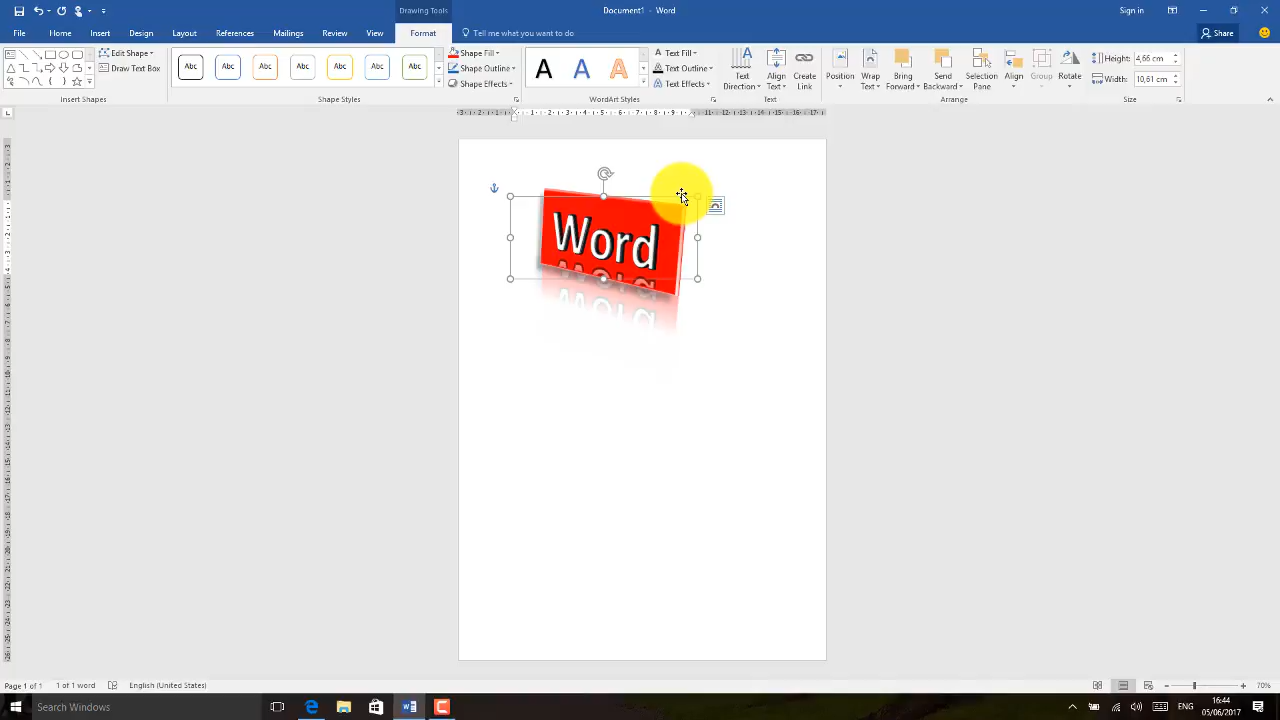 Drawing Tools
Document1 - Word
Sign in
File Home Insert Design Layout References Mailings Review View Format Tell me what you want to do Share
Edit Shape
Draw Text Box
Insert Shapes
Abc Abc Abc Abc Abc Abc Abc
Shape Fill
Shape Outline
Shape Effects
Shape Styles
A A A
Text Fill
Text Outline
Text Effects
WordArt Styles
Text Direction
Align Text
Create Link
Text
Position
Wrap Text
Bring Forward
Send Backward
Selection Pane
Align
Group
Rotate
Arrange
Height: 4,66 cm
Width: 10,61 cm
Size
Word
Page 1 of 1 1 of 1 word English (United States) 70%
Search Windows
ENG
16:44
05/06/2017